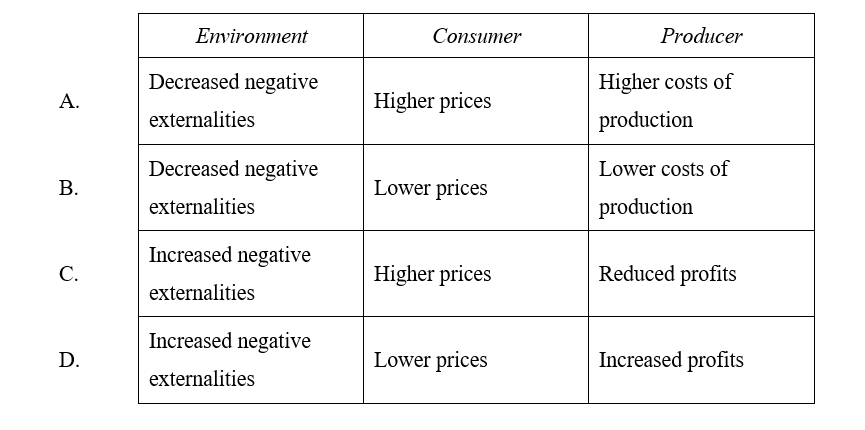 Environment Consumer Producer
A. Decreased negative externalities Higher prices Higher costs of production
B. Decreased negative externalities Lower prices Lower costs of production
C. Increased negative externalities Higher prices Reduced profits
D. Increased negative externalities Lower prices Increased profits